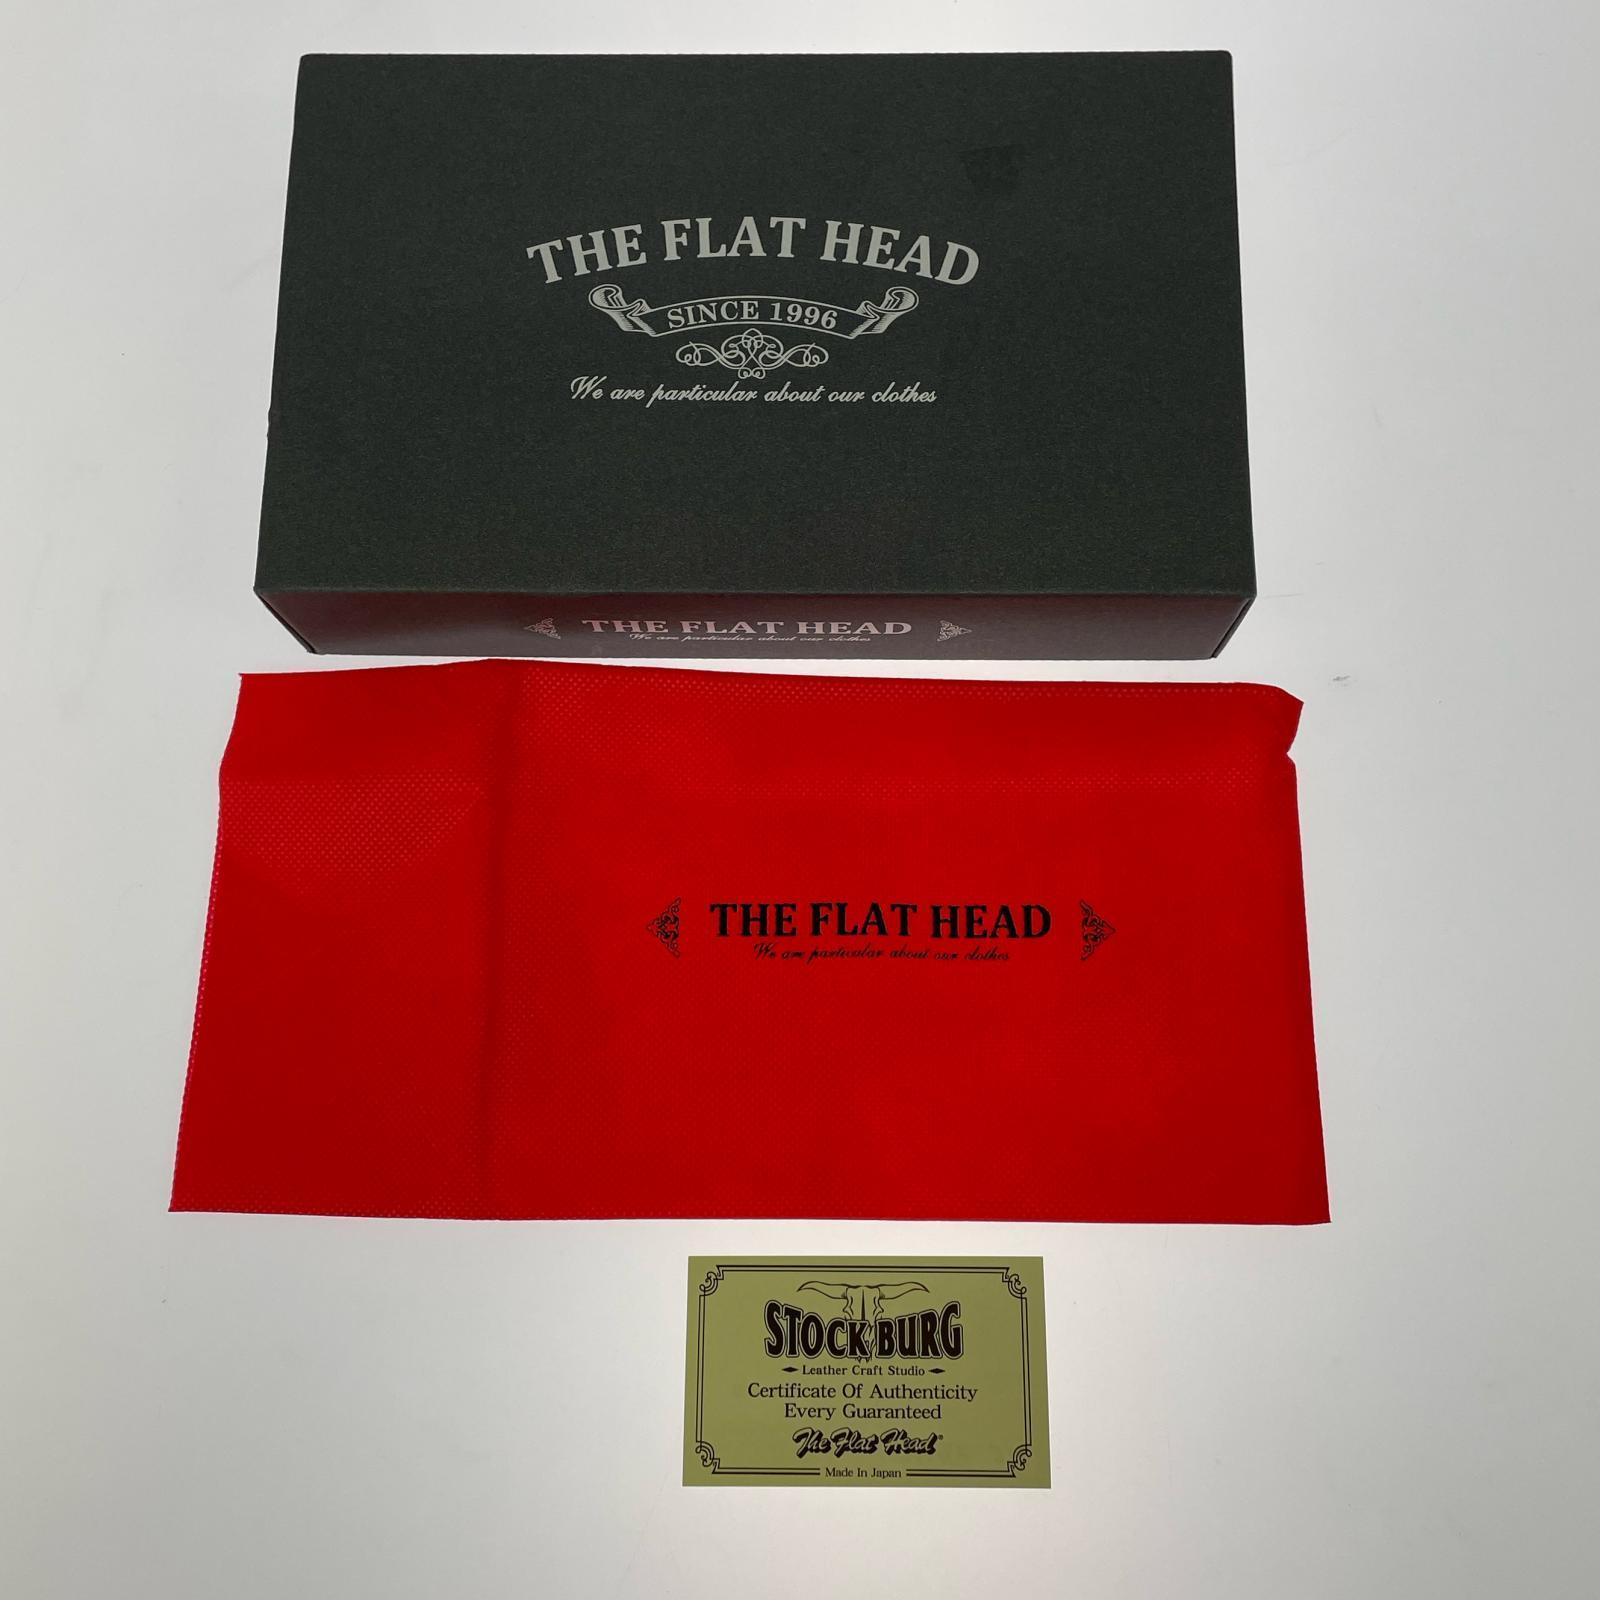 THE FLAT HEAD
SINCE 1996
We are particular about our clothes
THE FLAT HEAD
We are particular about our clothes
THE FLAT HEAD
We are particular about our clothes
STOCK BURG
Leather Craft Studio
Certificate Of Authenticity
Every Guaranteed
The Flat Head®
Made In Japan